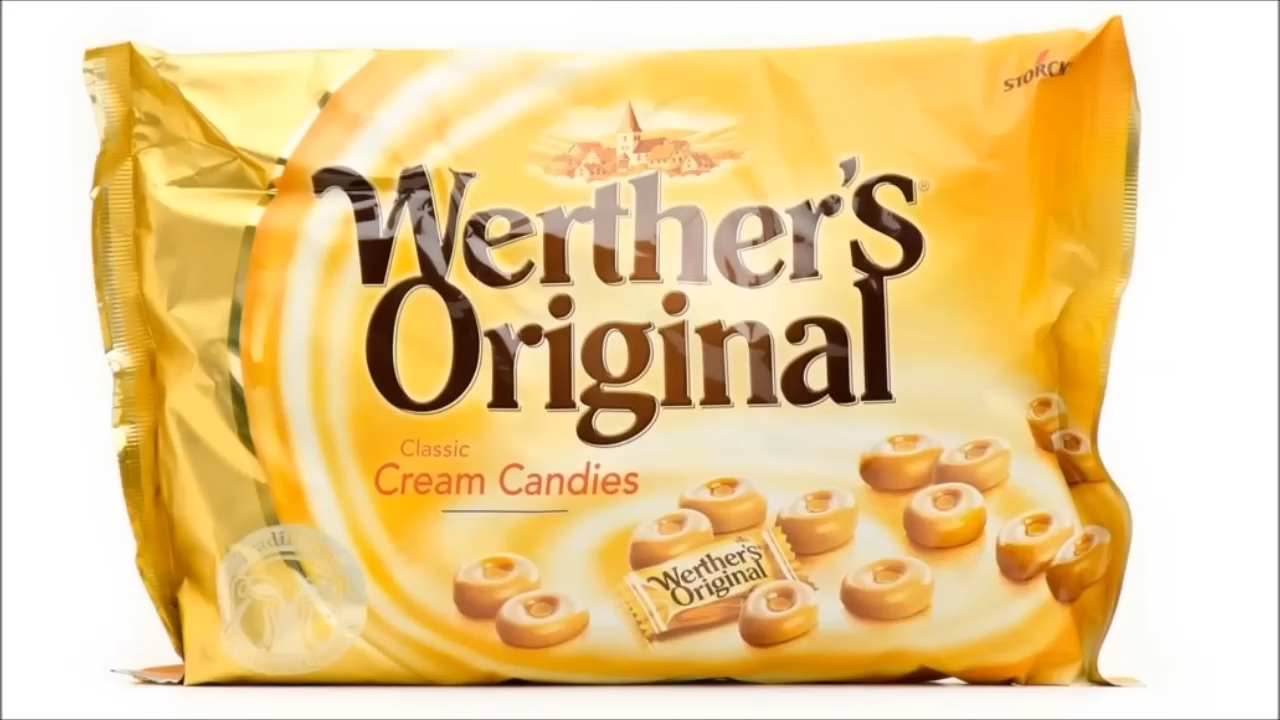 STORCK
Werther's
Original
®
Classic
Cream Candies
Werther's
Original